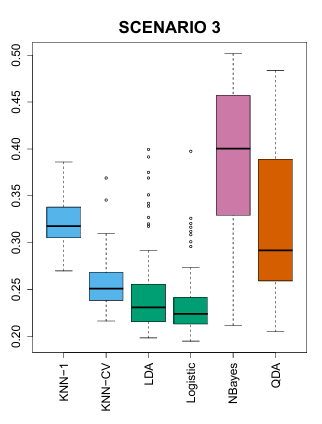 SCENARIO 3
0.50
0.45
0.40
0.35
0.30
0.25
0.20
KNN-1
KNN-CV
LDA
Logistic
NBayes
QDA